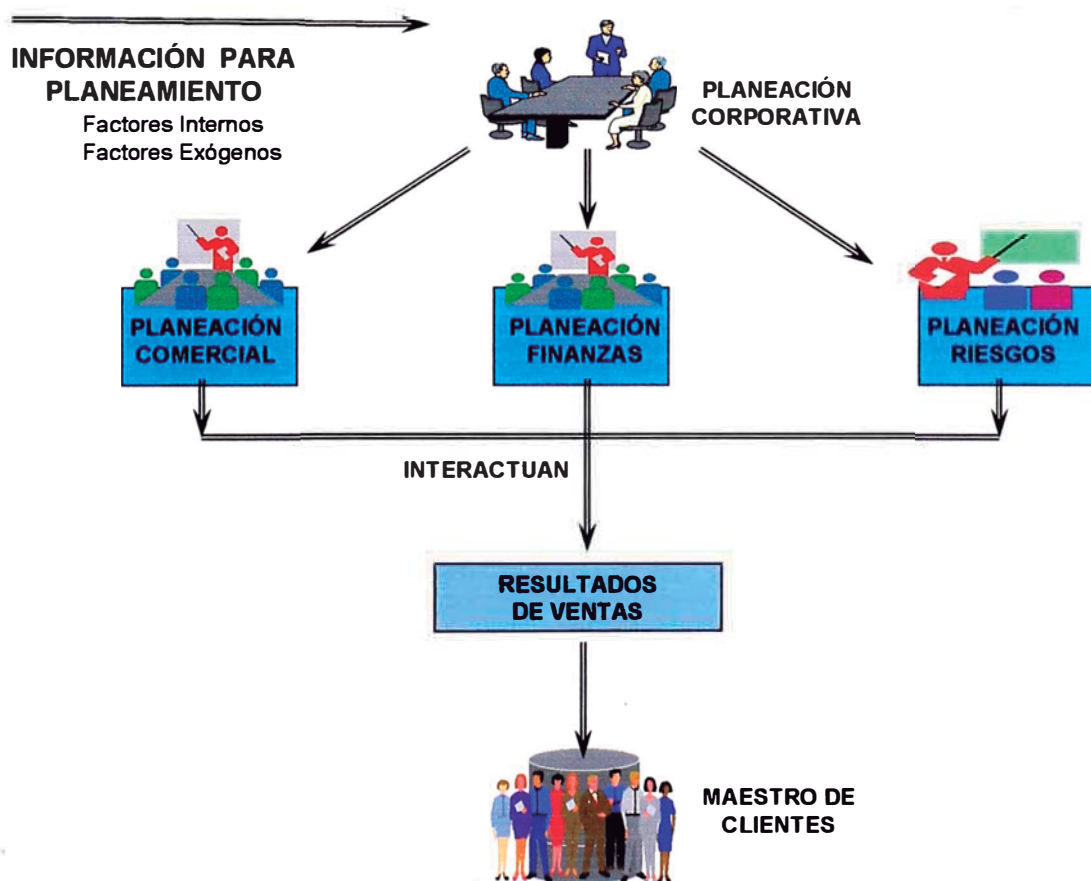 INFORMACIÓN PARA
PLANEAMIENTO
Factores Internos
Factores Exógenos
PLANEACIÓN
CORPORATIVA
PLANEACIÓN
COMERCIAL
PLANEACIÓN
FINANZAS
PLANEACIÓN
RIESGOS
INTERACTUAN
RESULTADOS
DE VENTAS
MAESTRO DE
CLIENTES